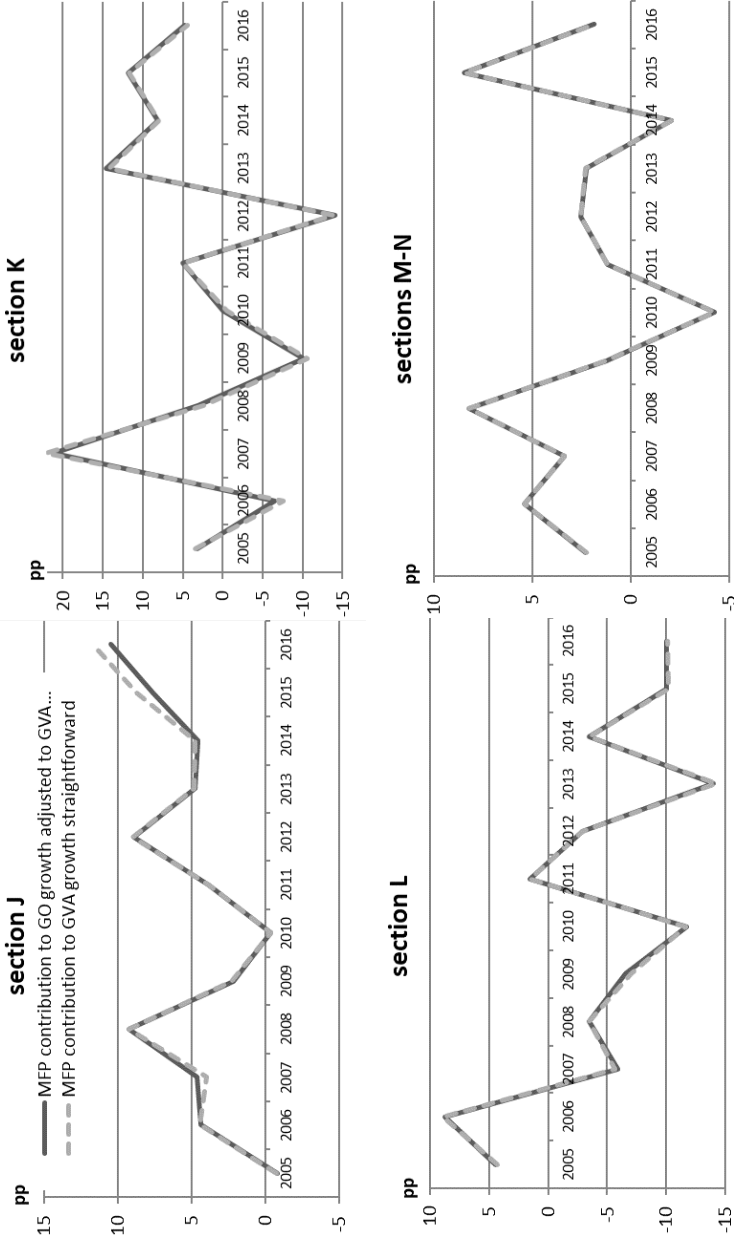 section J
pp
MFP contribution to GO growth adjusted to GVA...
MFP contribution to GVA growth straightforward
15
10
5
0
-5
2005 2006 2007 2008 2009 2010 2011 2012 2013 2014 2015 2016
section K
pp
20
15
10
5
0
-5
-10
-15
2005 2006 2007 2008 2009 2010 2011 2012 2013 2014 2015 2016
section L
pp
10
5
0
-5
-10
-15
2005 2006 2007 2008 2009 2010 2011 2012 2013 2014 2015 2016
sections M-N
pp
10
5
0
-5
2005 2006 2007 2008 2009 2010 2011 2012 2013 2014 2015 2016